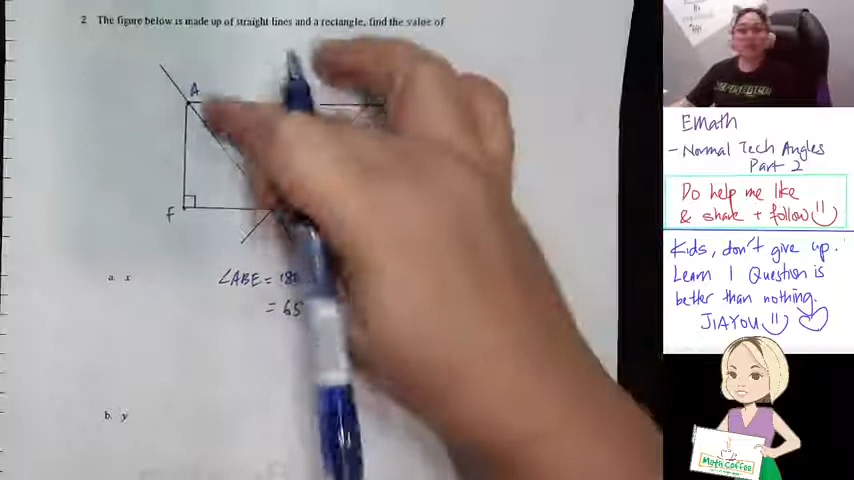 2 The figure below is made up of straight lines and a rectangle, find the value of
A
F
a. x
∠ABE = 180
= 65
b. y
EMath
- Normal Tech Angles
Part 2
Do help me like
& share + follow
Kids, don't give up.
Learn 1 Question is
better than nothing.
JIAYOU
Math Coffee